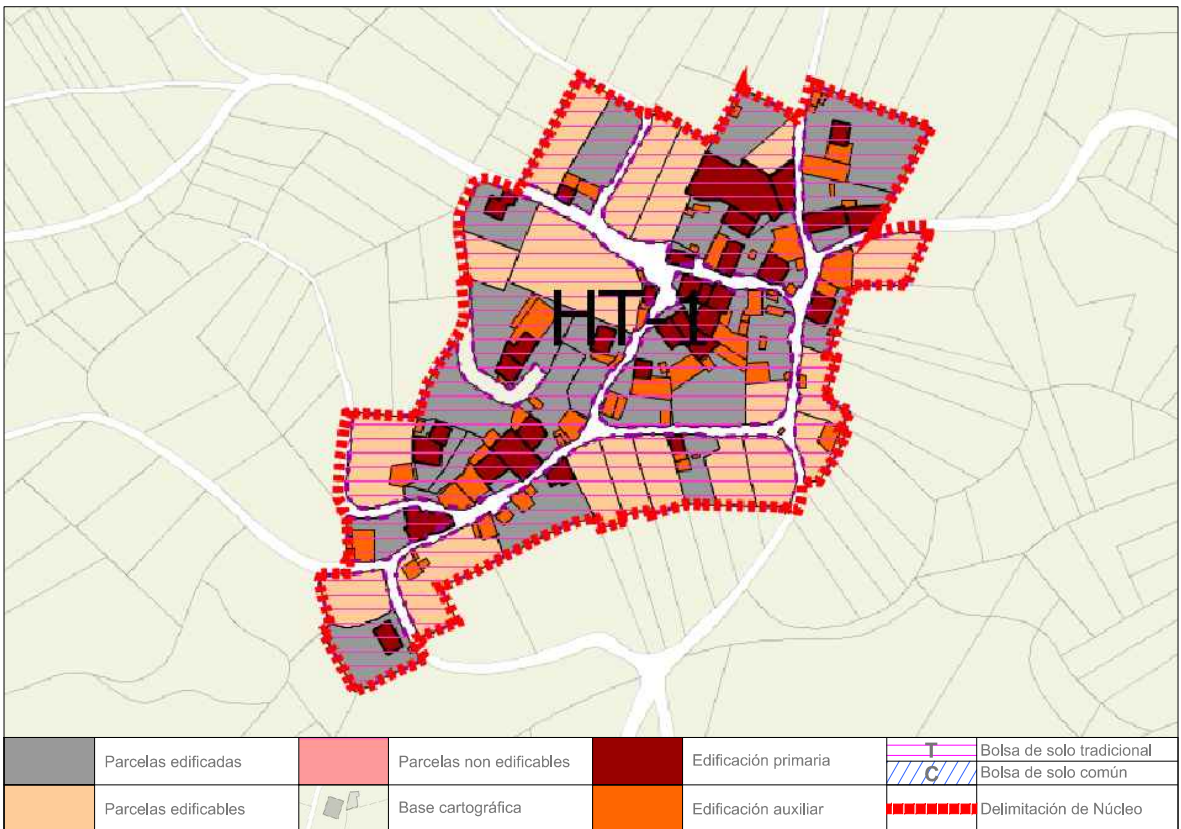 HT-1
Parcelas edificadas
Parcelas non edificables
Edificación primaria
T
Bolsa de solo tradicional
C
Bolsa de solo común
Parcelas edificables
Base cartográfica
Edificación auxiliar
Delimitación de Núcleo